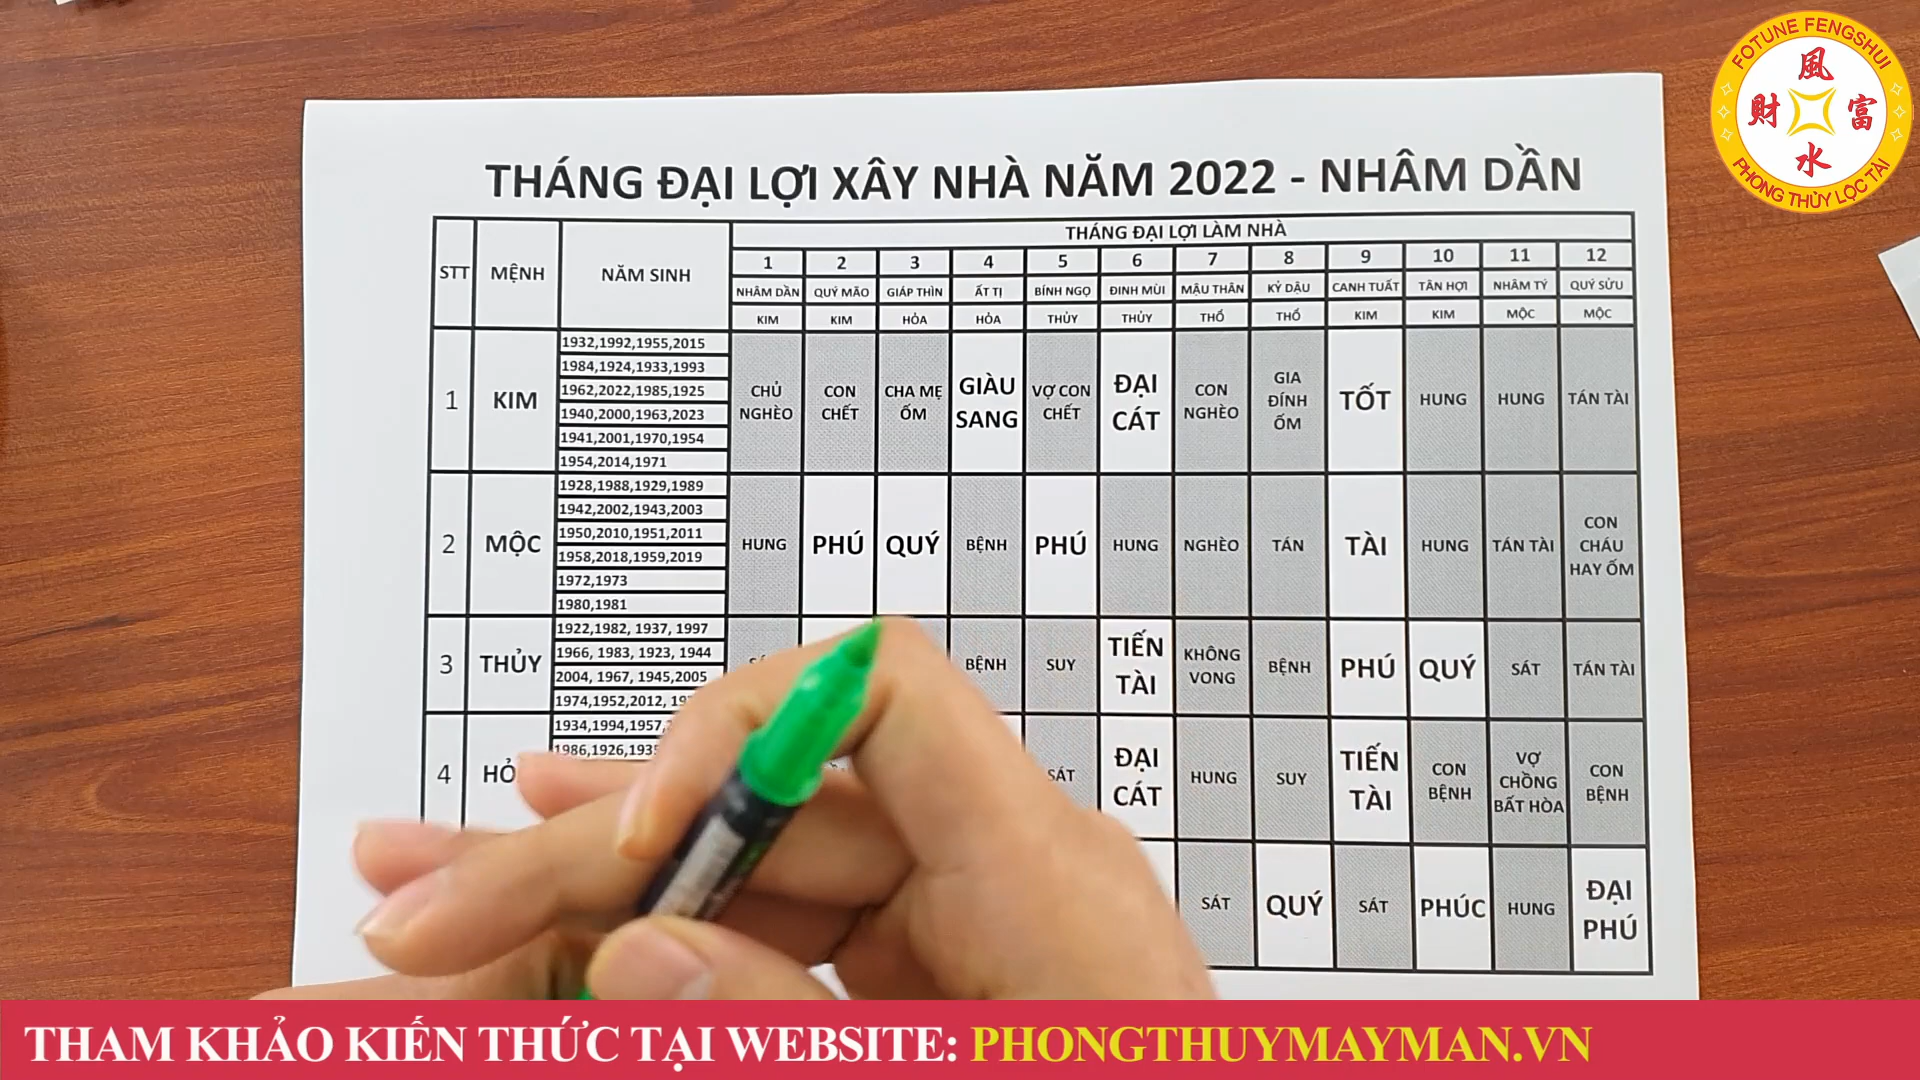 FOTUNE FENGSHUI
風
財 富
水
PHONG THỦY LỘC TÀI
THÁNG ĐẠI LỢI XÂY NHÀ NĂM 2022 - NHÂM DẦN
STT MỆNH NĂM SINH THÁNG ĐẠI LỢI LÀM NHÀ
1 2 3 4 5 6 7 8 9 10 11 12
NHÂM DẦN QUÝ MÃO GIÁP THÌN ẤT TỊ BÍNH NGỌ ĐINH MÙI MẬU THÂN KỶ DẬU CANH TUẤT TÂN HỢI NHÂM TÝ QUÝ SỬU
KIM KIM HỎA HỎA THỦY THỦY THỔ THỔ KIM KIM MỘC MỘC
1 KIM
1932,1992,1955,2015
1984,1924,1933,1993
1962,2022,1985,1925
1940,2000,1963,2023
1941,2001,1970,1954
1954,2014,1971
CHỦ NGHÈO CON CHẾT CHA MẸ ỐM GIÀU SANG VỢ CON CHẾT ĐẠI CÁT CON NGHÈO GIA ĐÍNH ỐM TỐT HUNG HUNG TÁN TÀI
2 MỘC
1928,1988,1929,1989
1942,2002,1943,2003
1950,2010,1951,2011
1958,2018,1959,2019
1972,1973
1980,1981
HUNG PHÚ QUÝ BỆNH PHÚ HUNG NGHÈO TÁN TÀI HUNG TÁN TÀI CON CHÁU HAY ỐM
3 THỦY
1922,1982, 1937, 1997
1966, 1983, 1923, 1944
2004, 1967, 1945,2005
1974,1952,2012,
BỆNH SUY TIẾN TÀI KHÔNG VONG BỆNH PHÚ QUÝ SÁT TÁN TÀI
4
1934,1994,1957,
1986,1926,1935
SÁT ĐẠI CÁT HUNG SUY TIẾN TÀI CON BỆNH VỢ CHỒNG BẤT HÒA CON BỆNH
SÁT QUÝ SÁT PHÚC HUNG ĐẠI PHÚ
THAM KHẢO KIẾN THỨC TẠI WEBSITE: PHONGTHUYMAYMAN.VN